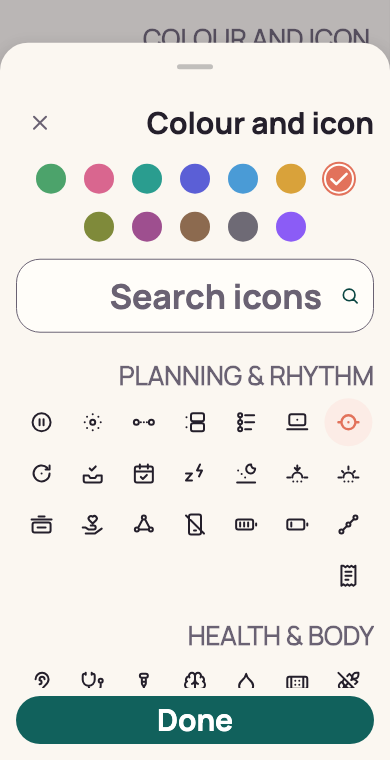 COLOUR AND ICON
Colour and icon
Search icons
PLANNING & RHYTHM
HEALTH & BODY
Done